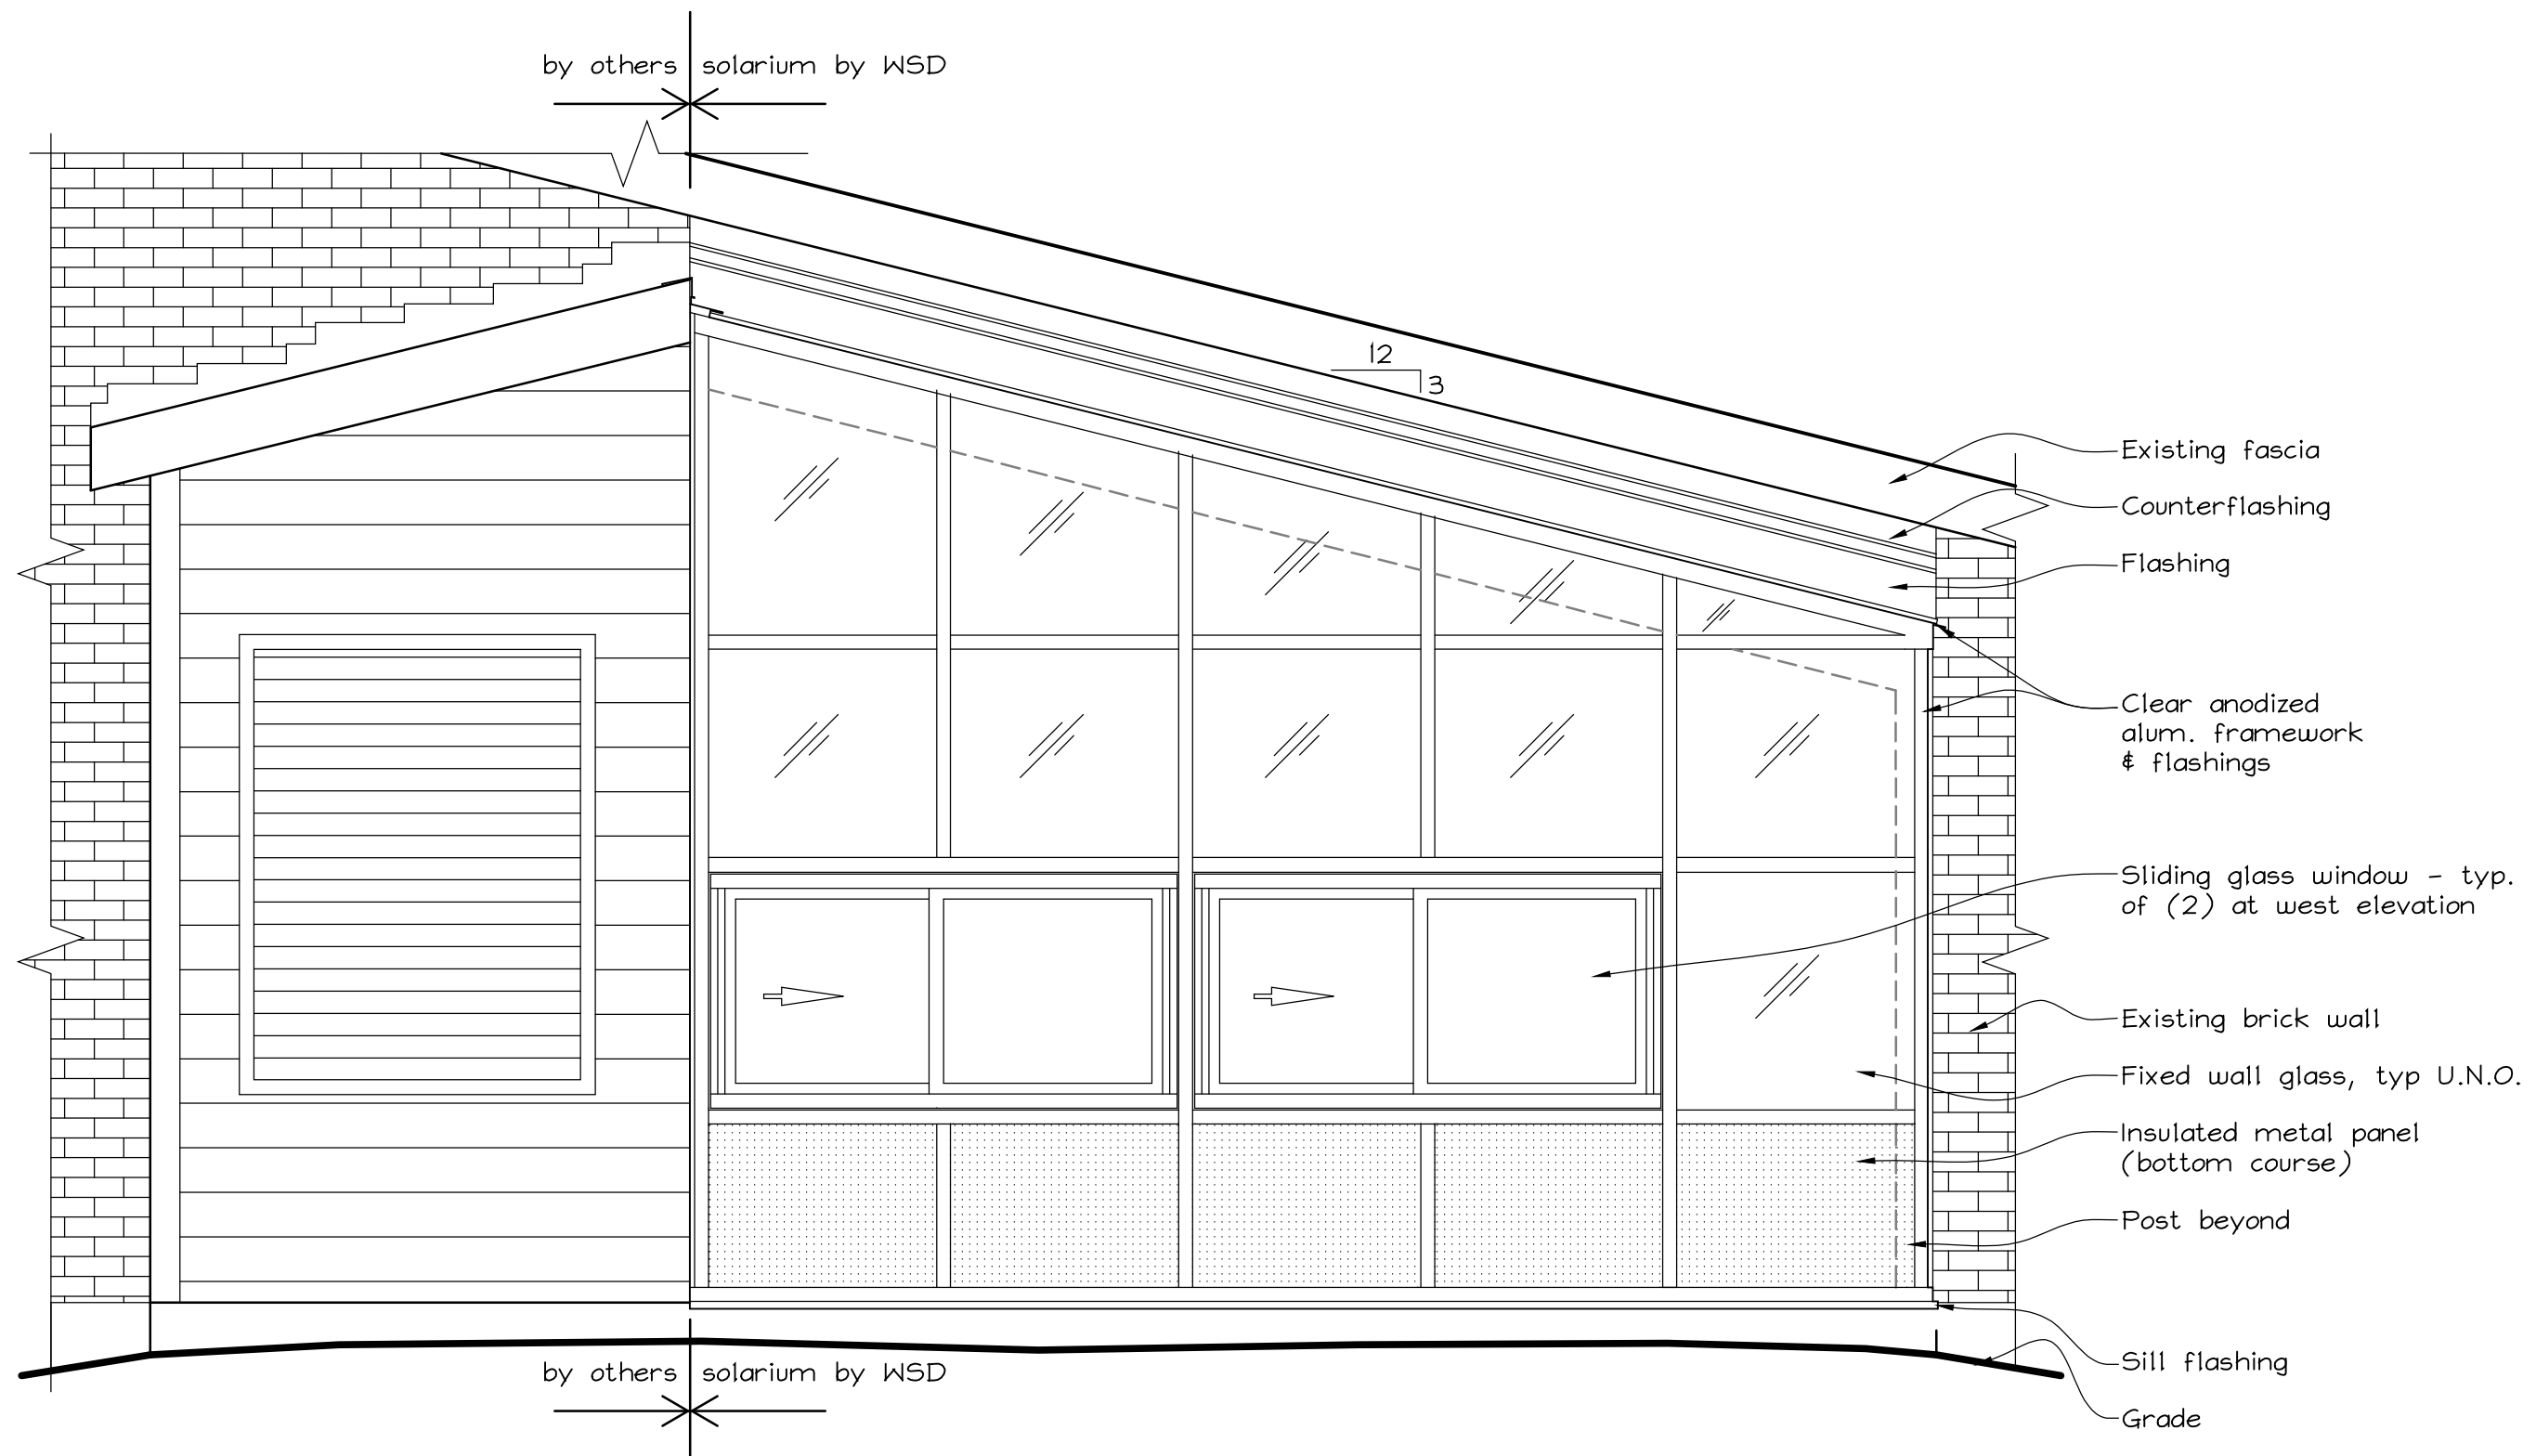 by others solarium by WSD
12
3
Existing fascia
Counterflashing
Flashing
Clear anodized
alum. framework
& flashings
Sliding glass window - typ.
of (2) at west elevation
Existing brick wall
Fixed wall glass, typ U.N.O.
Insulated metal panel
(bottom course)
Post beyond
Sill flashing
by others solarium by WSD
Grade